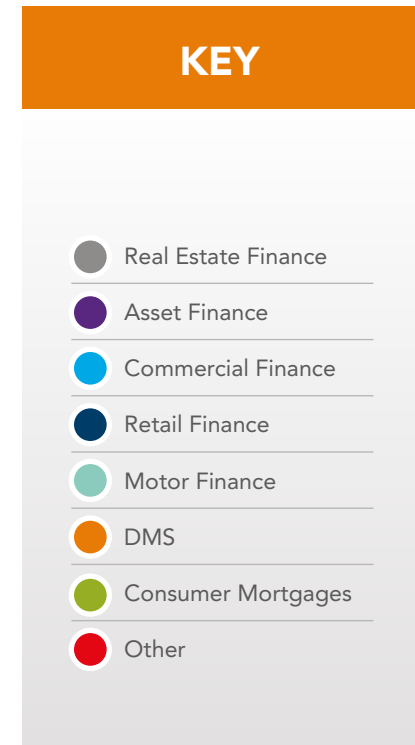 KEY
Real Estate Finance
Asset Finance
Commercial Finance
Retail Finance
Motor Finance
DMS
Consumer Mortgages
Other